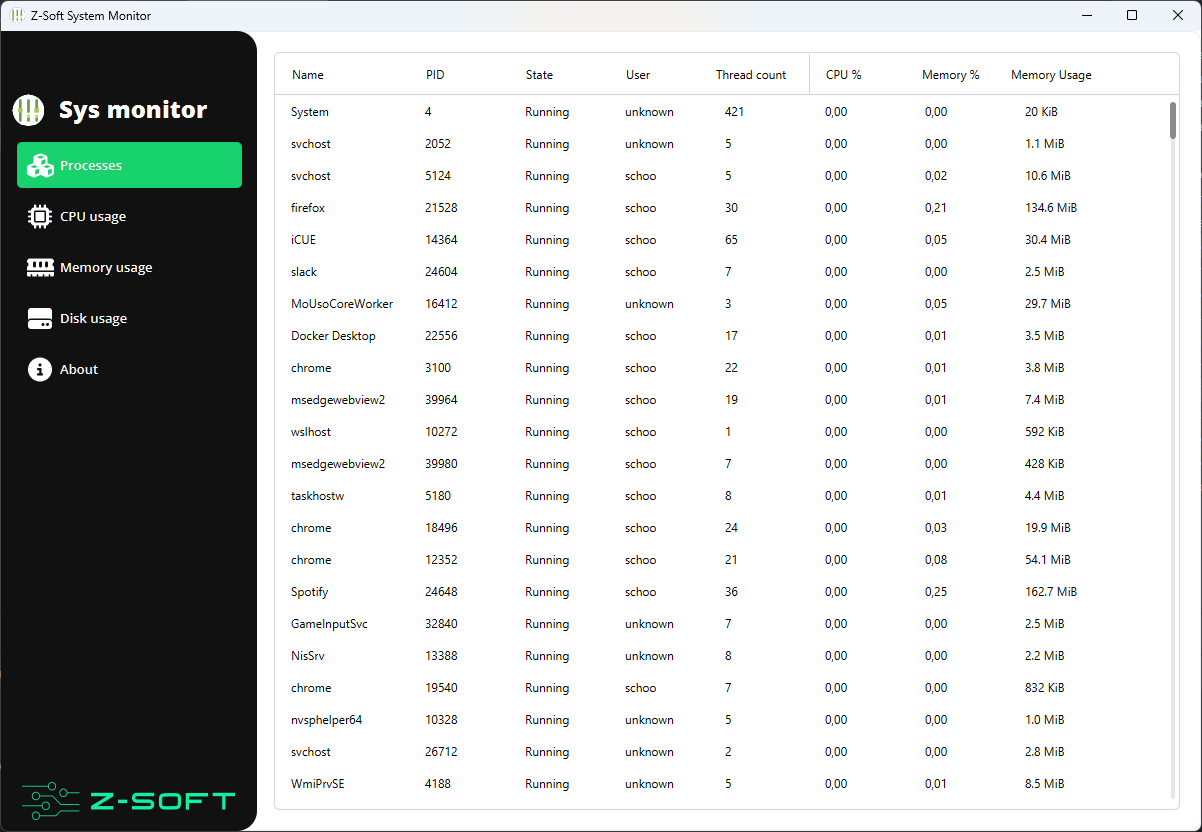 Z-Soft System Monitor
Sys monitor
Processes
CPU usage
Memory usage
Disk usage
About
Z-SOFT
Name PID State User Thread count CPU % Memory % Memory Usage
System 4 Running unknown 421 0,00 0,00 20 KiB
svchost 2052 Running unknown 5 0,00 0,00 1.1 MiB
svchost 5124 Running schoo 5 0,00 0,02 10.6 MiB
firefox 21528 Running schoo 30 0,00 0,21 134.6 MiB
iCUE 14364 Running schoo 65 0,00 0,05 30.4 MiB
slack 24604 Running schoo 7 0,00 0,00 2.5 MiB
MoUsoCoreWorker 16412 Running unknown 3 0,00 0,05 29.7 MiB
Docker Desktop 22556 Running schoo 17 0,00 0,01 3.5 MiB
chrome 3100 Running schoo 22 0,00 0,01 3.8 MiB
msedgewebview2 39964 Running schoo 19 0,00 0,01 7.4 MiB
wslhost 10272 Running schoo 1 0,00 0,00 592 KiB
msedgewebview2 39980 Running schoo 7 0,00 0,00 428 KiB
taskhostw 5180 Running schoo 8 0,00 0,01 4.4 MiB
chrome 18496 Running schoo 24 0,00 0,03 19.9 MiB
chrome 12352 Running schoo 21 0,00 0,08 54.1 MiB
Spotify 24648 Running schoo 36 0,00 0,25 162.7 MiB
GameInputSvc 32840 Running unknown 7 0,00 0,00 2.5 MiB
NisSrv 13388 Running unknown 8 0,00 0,00 2.2 MiB
chrome 19540 Running schoo 7 0,00 0,00 832 KiB
nvsphelper64 10328 Running unknown 5 0,00 0,00 1.0 MiB
svchost 26712 Running unknown 2 0,00 0,00 2.8 MiB
WmiPrvSE 4188 Running unknown 5 0,00 0,01 8.5 MiB